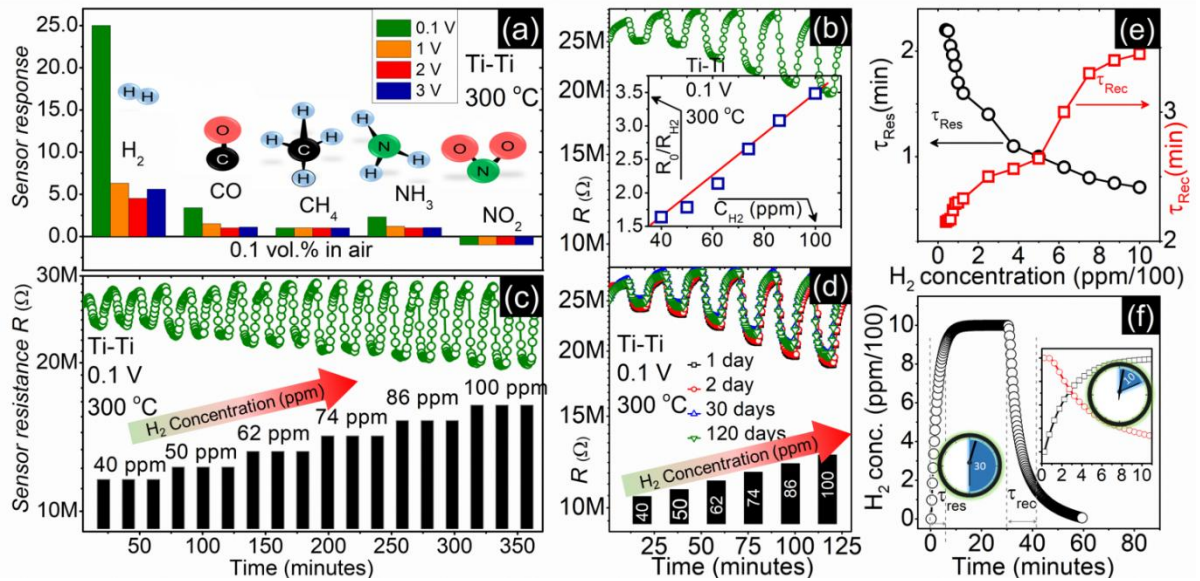 (a)
Sensor response
25.0
20.0
15.0
10.0
5.0
0.0
0.1 V
1 V
2 V
3 V
Ti-Ti
300 °C
H H
H₂
O
C
CO
H
H C H
H
CH₄
H
N H
H
NH₃
O O
N
NO₂
0.1 vol.% in air
(b)
R (Ω)
25M
20M
15M
10M
Ti-Ti
0.1 V
300 °C
R₀/R_H2
3.5
3.0
2.5
2.0
1.5
C_H2 (ppm)
40 60 80 100
(e)
τ_Res(min)
2
1
τ_Rec
τ_Res
3
2
τ_Rec(min)
0 2 4 6 8 10
H₂ concentration (ppm/100)
(c)
Sensor resistance R (Ω)
30M
20M
10M
Ti-Ti
0.1 V
300 °C
H₂ Concentration (ppm)
40 ppm
50 ppm
62 ppm
74 ppm
86 ppm
100 ppm
50 100 150 200 250 300 350
Time (minutes)
(d)
R (Ω)
25M
20M
15M
10M
Ti-Ti
0.1 V
300 °C
1 day
2 day
30 days
120 days
H₂ Concentration (ppm)
40
50
62
74
86
100
25 50 75 100 125
Time (minutes)
(f)
H₂ conc. (ppm/100)
10
8
6
4
2
0
30
10
0 2 4 6 8 10
τ_res
τ_rec
0 20 40 60 80
Time (minutes)